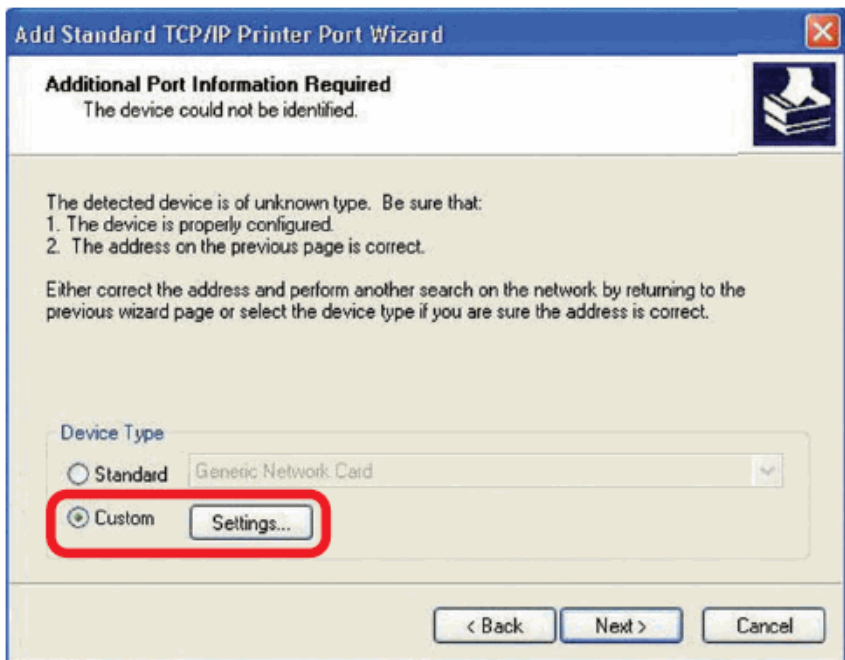 Add Standard TCP/IP Printer Port Wizard
Additional Port Information Required
The device could not be identified.
The detected device is of unknown type. Be sure that:
1. The device is properly configured.
2. The address on the previous page is correct.
Either correct the address and perform another search on the network by returning to the
previous wizard page or select the device type if you are sure the address is correct.
Device Type
Standard Generic Network Card
Custom Settings...
< Back Next > Cancel